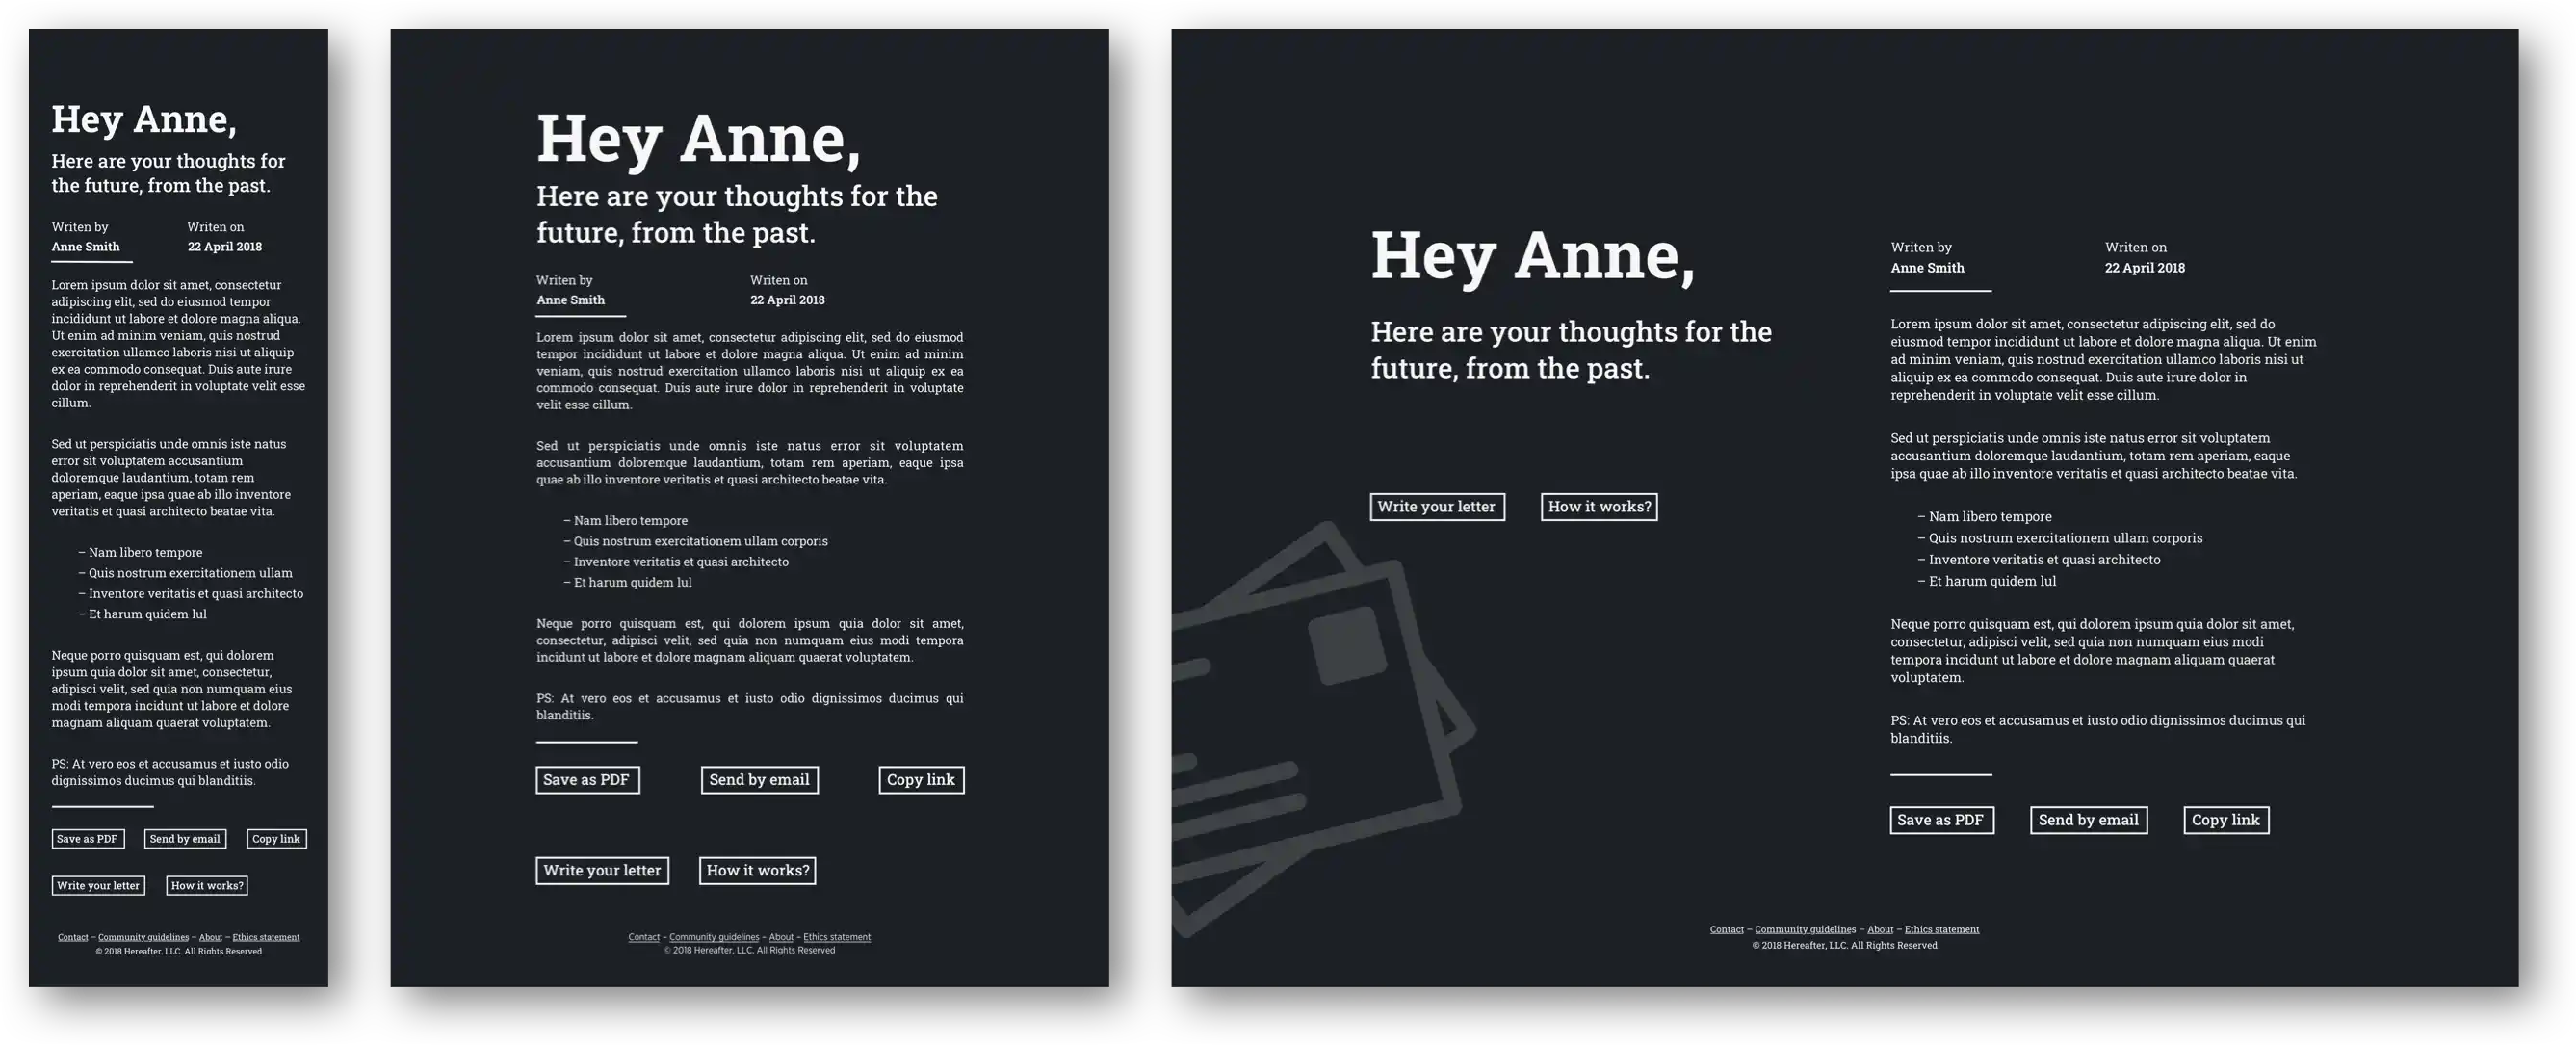 Hey Anne,
Here are your thoughts for
the future, from the past.
Writen by
Anne Smith
Writen on
22 April 2018
Lorem ipsum dolor sit amet, consectetur
adipiscing elit, sed do eiusmod tempor
incididunt ut labore et dolore magna aliqua.
Ut enim ad minim veniam, quis nostrud
exercitation ullamco laboris nisi ut aliquip
ex ea commodo consequat. Duis aute irure
dolor in reprehenderit in voluptate velit esse
cillum.
Sed ut perspiciatis unde omnis iste natus
error sit voluptatem accusantium
doloremque laudantium, totam rem
aperiam, eaque ipsa quae ab illo inventore
veritatis et quasi architecto beatae vita.
– Nam libero tempore
– Quis nostrum exercitationem ullam
– Inventore veritatis et quasi architecto
– Et harum quidem lul
Neque porro quisquam est, qui dolorem
ipsum quia dolor sit amet, consectetur,
adipisci velit, sed quia non numquam eius
modi tempora incidunt ut labore et dolore
magnam aliquam quaerat voluptatem.
PS: At vero eos et accusamus et iusto odio
dignissimos ducimus qui blanditiis.
Save as PDF Send by email Copy link
Write your letter How it works?
Contact – Community guidelines – About – Ethics statement
© 2018 Hereafter, LLC. All Rights Reserved
Hey Anne,
Here are your thoughts for the
future, from the past.
Writen by
Anne Smith
Writen on
22 April 2018
Lorem ipsum dolor sit amet, consectetur adipiscing elit, sed do eiusmod
tempor incididunt ut labore et dolore magna aliqua. Ut enim ad minim
veniam, quis nostrud exercitation ullamco laboris nisi ut aliquip ex ea
commodo consequat. Duis aute irure dolor in reprehenderit in voluptate
velit esse cillum.
Sed ut perspiciatis unde omnis iste natus error sit voluptatem
accusantium doloremque laudantium, totam rem aperiam, eaque ipsa
quae ab illo inventore veritatis et quasi architecto beatae vita.
– Nam libero tempore
– Quis nostrum exercitationem ullam corporis
– Inventore veritatis et quasi architecto
– Et harum quidem lul
Neque porro quisquam est, qui dolorem ipsum quia dolor sit amet,
consectetur, adipisci velit, sed quia non numquam eius modi tempora
incidunt ut labore et dolore magnam aliquam quaerat voluptatem.
PS: At vero eos et accusamus et iusto odio dignissimos ducimus qui
blanditiis.
Save as PDF Send by email Copy link
Write your letter How it works?
Contact – Community guidelines – About – Ethics statement
© 2018 Hereafter, LLC. All Rights Reserved
Hey Anne,
Here are your thoughts for the
future, from the past.
Write your letter How it works?
Writen by
Anne Smith
Writen on
22 April 2018
Lorem ipsum dolor sit amet, consectetur adipiscing elit, sed do
eiusmod tempor incididunt ut labore et dolore magna aliqua. Ut enim
ad minim veniam, quis nostrud exercitation ullamco laboris nisi ut
aliquip ex ea commodo consequat. Duis aute irure dolor in
reprehenderit in voluptate velit esse cillum.
Sed ut perspiciatis unde omnis iste natus error sit voluptatem
accusantium doloremque laudantium, totam rem aperiam, eaque
ipsa quae ab illo inventore veritatis et quasi architecto beatae vita.
– Nam libero tempore
– Quis nostrum exercitationem ullam corporis
– Inventore veritatis et quasi architecto
– Et harum quidem lul
Neque porro quisquam est, qui dolorem ipsum quia dolor sit amet,
consectetur, adipisci velit, sed quia non numquam eius modi
tempora incidunt ut labore et dolore magnam aliquam quaerat
voluptatem.
PS: At vero eos et accusamus et iusto odio dignissimos ducimus qui
blanditiis.
Save as PDF Send by email Copy link
Contact – Community guidelines – About – Ethics statement
© 2018 Hereafter, LLC. All Rights Reserved